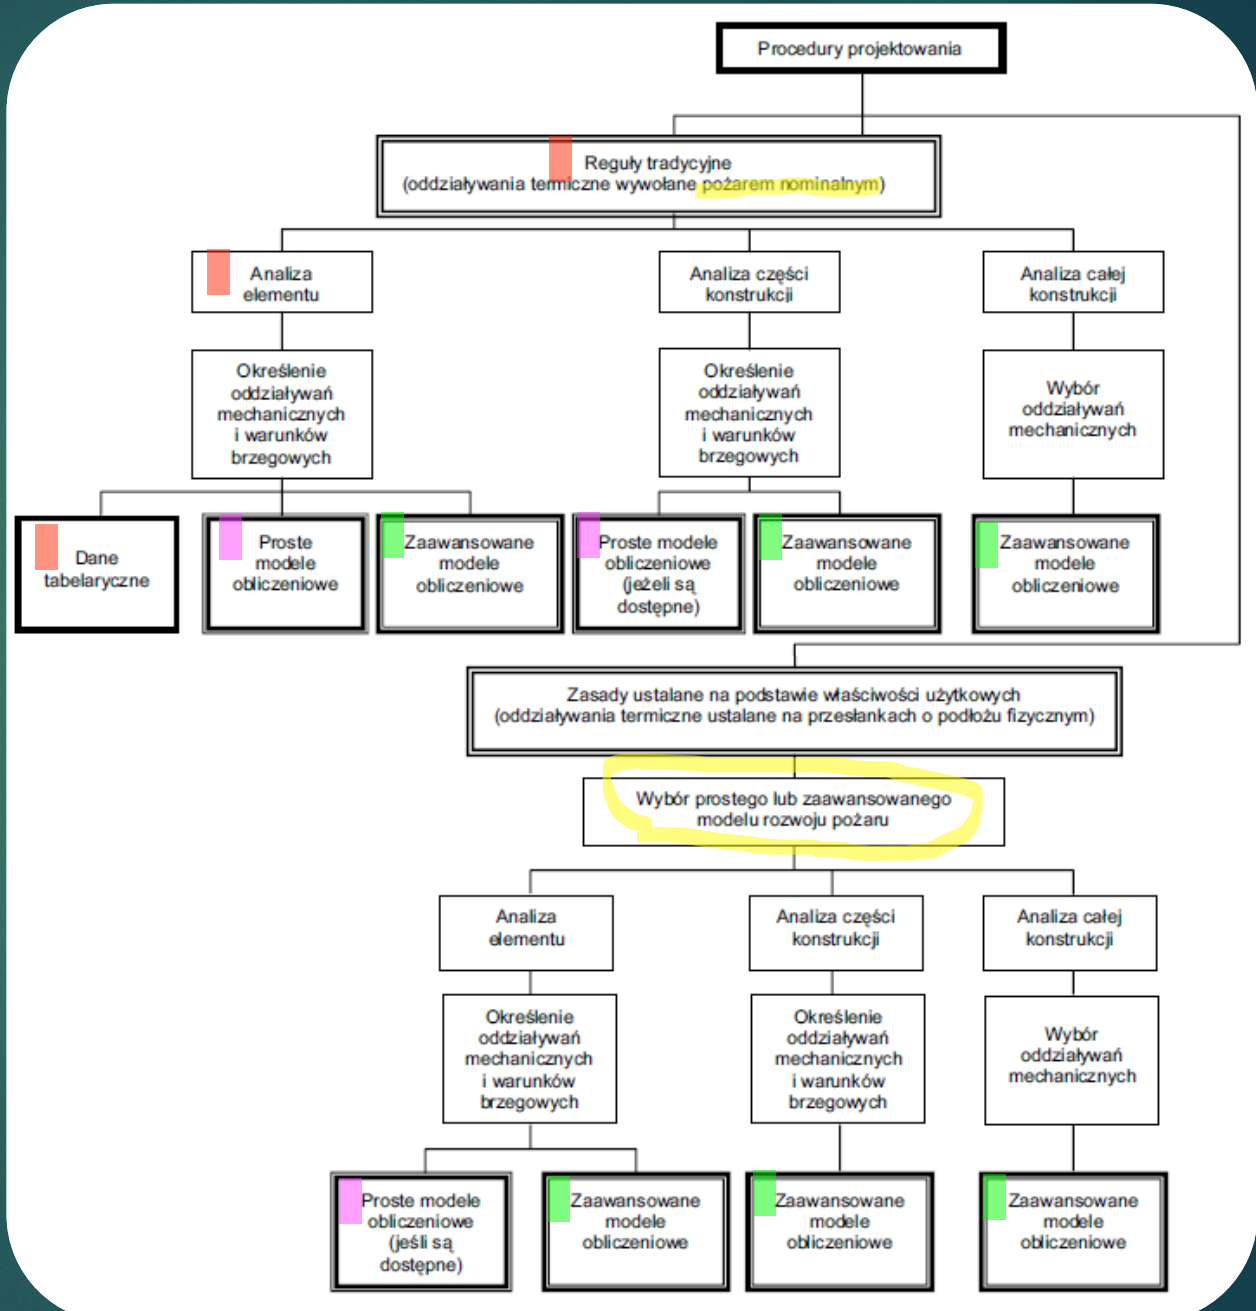 Procedury projektowania
Reguły tradycyjne
(oddziaływania termiczne wywołane pożarem nominalnym)
Analiza
elementu
Analiza części
konstrukcji
Analiza całej
konstrukcji
Określenie
oddziaływań
mechanicznych
i warunków
brzegowych
Określenie
oddziaływań
mechanicznych
i warunków
brzegowych
Wybór
oddziaływań
mechanicznych
Dane
tabelaryczne
Proste
modele
obliczeniowe
Zaawansowane
modele
obliczeniowe
Proste modele
obliczeniowe
(jeżeli są
dostępne)
Zaawansowane
modele
obliczeniowe
Zaawansowane
modele
obliczeniowe
Zasady ustalane na podstawie właściwości użytkowych
(oddziaływania termiczne ustalane na przesłankach o podłożu fizycznym)
Wybór prostego lub zaawansowanego
modelu rozwoju pożaru
Analiza
elementu
Analiza części
konstrukcji
Analiza całej
konstrukcji
Określenie
oddziaływań
mechanicznych
i warunków
brzegowych
Określenie
oddziaływań
mechanicznych
i warunków
brzegowych
Wybór
oddziaływań
mechanicznych
Proste modele
obliczeniowe
(jeśli są
dostępne)
Zaawansowane
modele
obliczeniowe
Zaawansowane
modele
obliczeniowe
Zaawansowane
modele
obliczeniowe